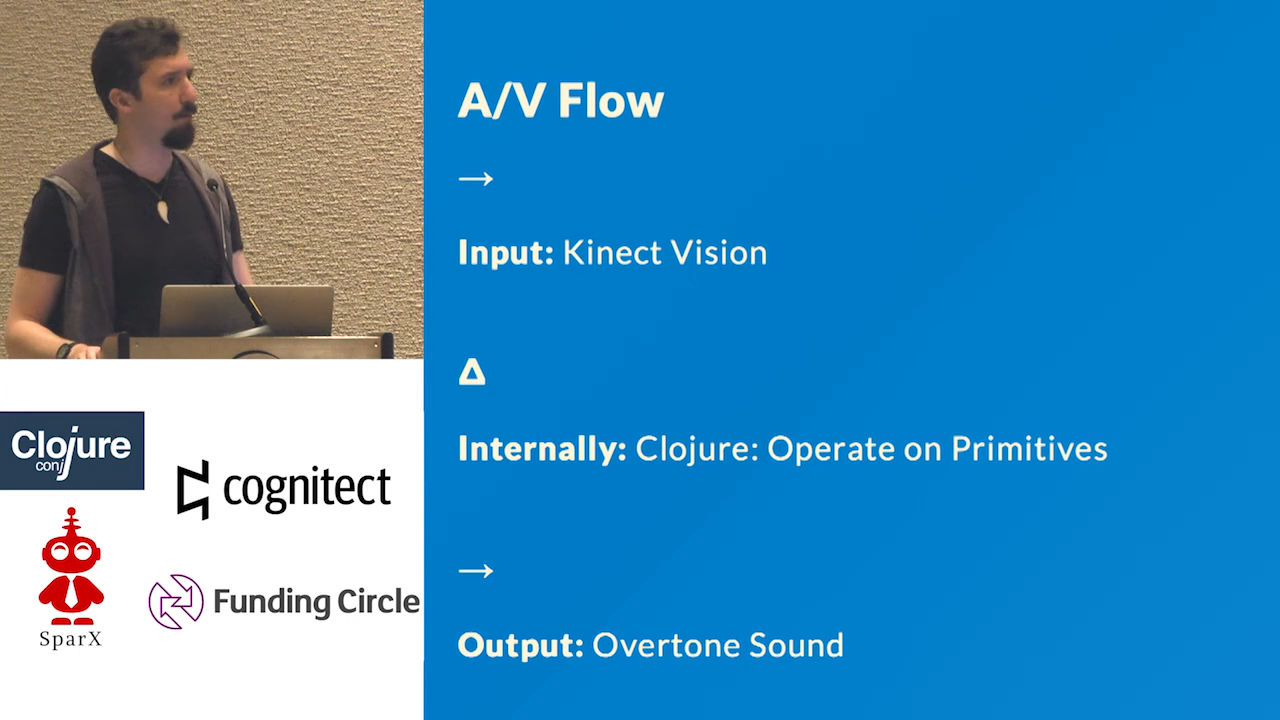 A/V Flow
→
Input: Kinect Vision
Δ
Internally: Clojure: Operate on Primitives
→
Output: Overtone Sound
Clojure
conj
cognitect
SparX
Funding Circle